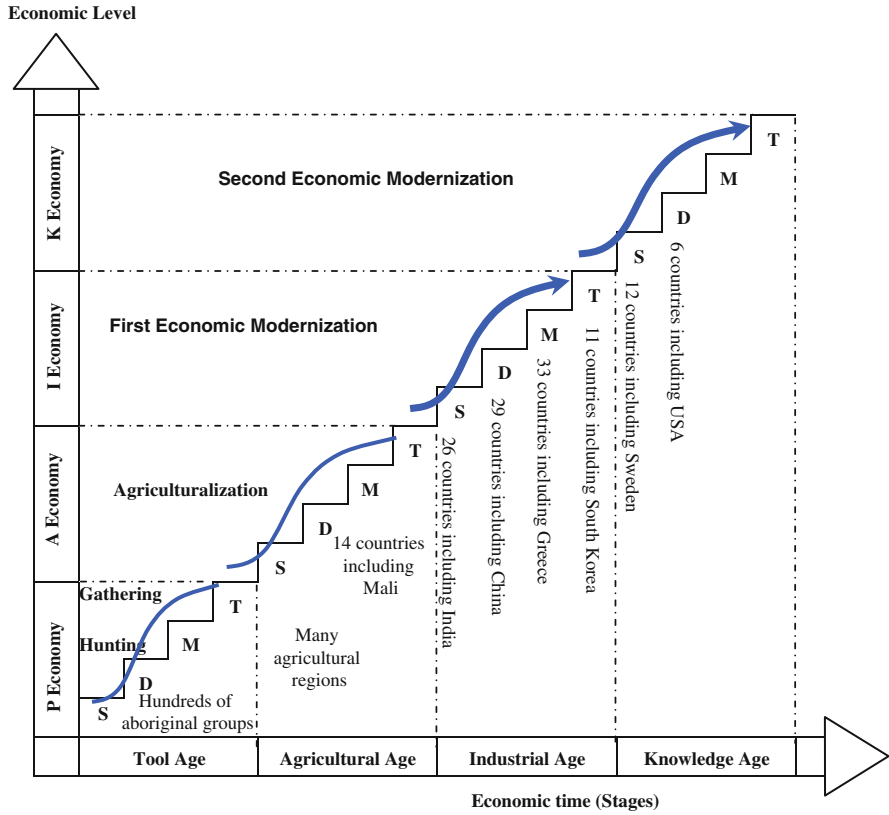 Economic Level
K Economy
I Economy
A Economy
P Economy
Second Economic Modernization
First Economic Modernization
Agriculturalization
Gathering
Hunting
S
D
M
T
Hundreds of
aboriginal groups
S
D
M
T
14 countries
including
Mali
Many
agricultural
regions
S
D
M
T
26 countries including India
29 countries including China
33 countries including Greece
11 countries including South Korea
S
D
M
T
12 countries including Sweden
6 countries including USA
Tool Age
Agricultural Age
Industrial Age
Knowledge Age
Economic time (Stages)